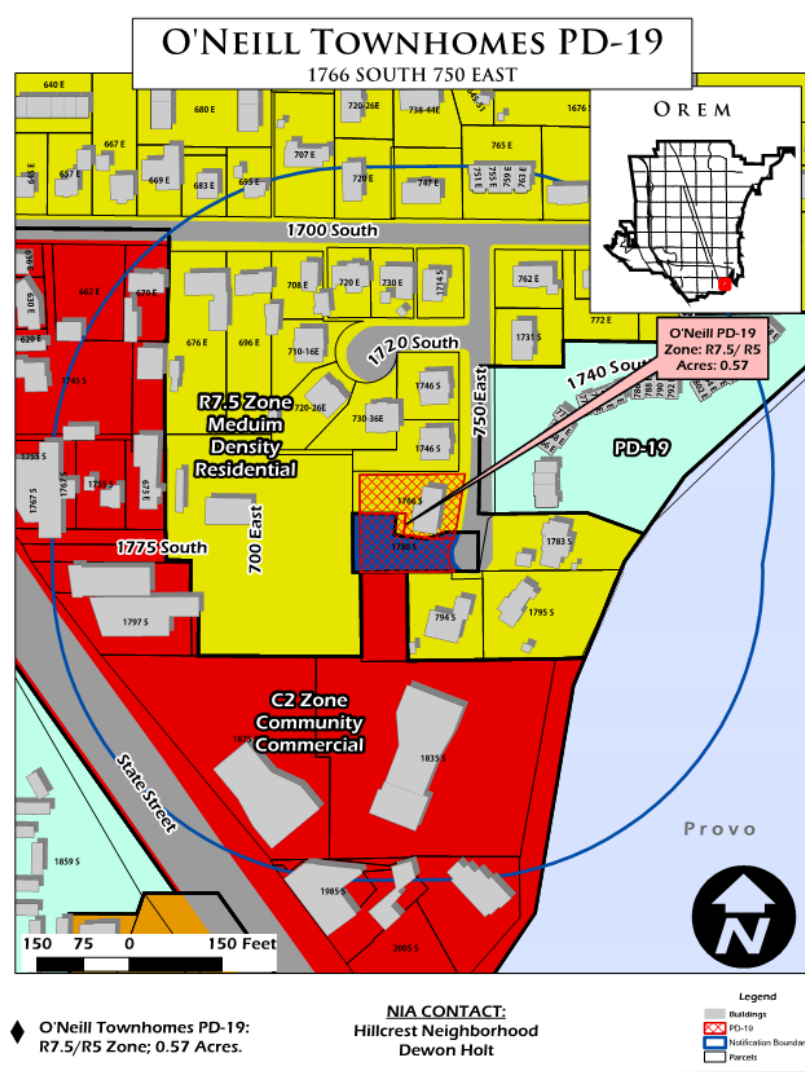 O'NEILL TOWNHOMES PD-19
1766 SOUTH 750 EAST
640 E
680 E
720-26E
738-44E
1676
OREM
667 E
765 E
645 E
657 E
669 E
683 E
695 E
707 E
720 E
747 E
751 E
755 E
759 E
763 E
1700 South
636 E
630 E
662 E
670 E
708 E
720 E
730 E
1714 S
762 E
772 E
620 E
676 E
696 E
710-16E
1720 South
1731 S
O'Neill PD-19
Zone: R7.5/ R5
Acres: 0.57
1745 S
R7.5 Zone
Meduim
Density
Residential
720-26E
730-36E
1746 S
1746 S
750 East
1740 South
PD-19
1755 S
1767 S
1767 S
1759 S
673 E
700 East
1766 S
1780 S
1783 S
1775 South
1797 S
794 S
1795 S
C2 Zone
Community
Commercial
1835 S
State Street
Provo
1859 S
1985 S
2005 S
150 75 0 150 Feet
N
O'Neill Townhomes PD-19:
R7.5/R5 Zone; 0.57 Acres.
NIA CONTACT:
Hillcrest Neighborhood
Dewon Holt
Legend
Buildings
PD-19
Notification Boundar
Parcels